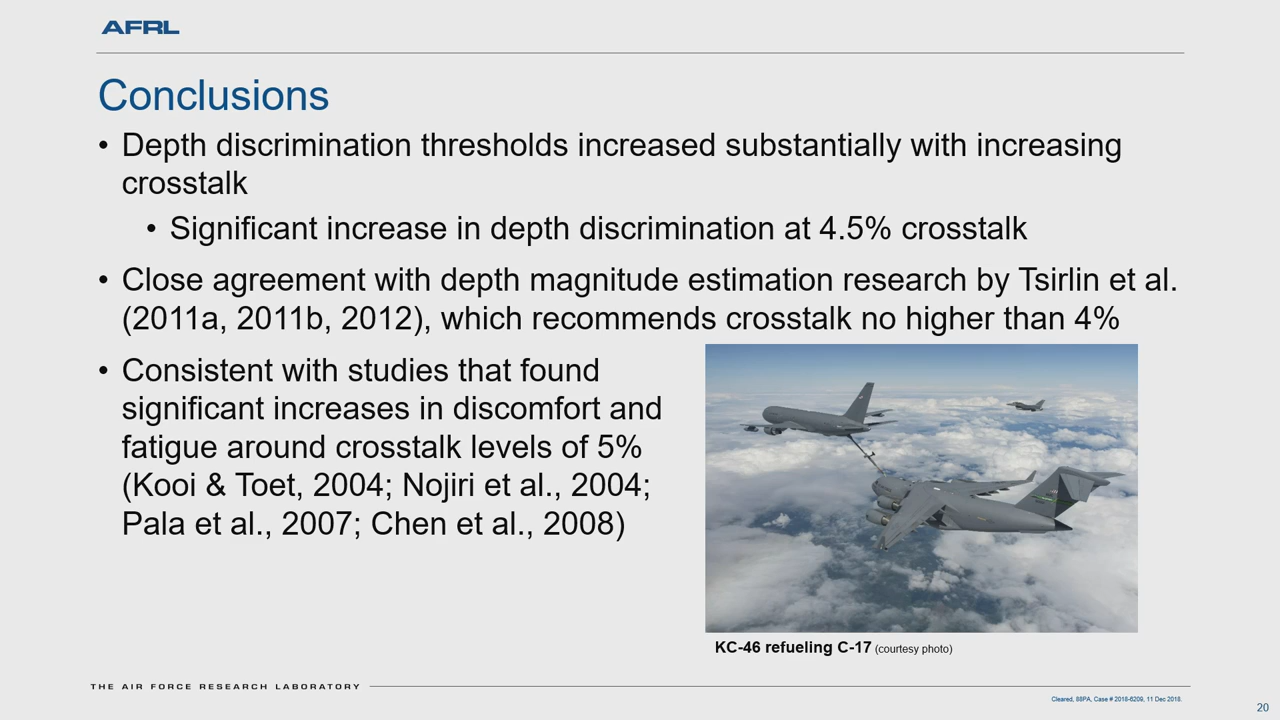 AFRL
Conclusions
• Depth discrimination thresholds increased substantially with increasing
crosstalk
• Significant increase in depth discrimination at 4.5% crosstalk
• Close agreement with depth magnitude estimation research by Tsirlin et al.
(2011a, 2011b, 2012), which recommends crosstalk no higher than 4%
• Consistent with studies that found
significant increases in discomfort and
fatigue around crosstalk levels of 5%
(Kooi & Toet, 2004; Nojiri et al., 2004;
Pala et al., 2007; Chen et al., 2008)
KC-46 refueling C-17 (courtesy photo)
THE AIR FORCE RESEARCH LABORATORY
Cleared, 88PA, Case # 2018-6209, 11 Dec 2018.
20